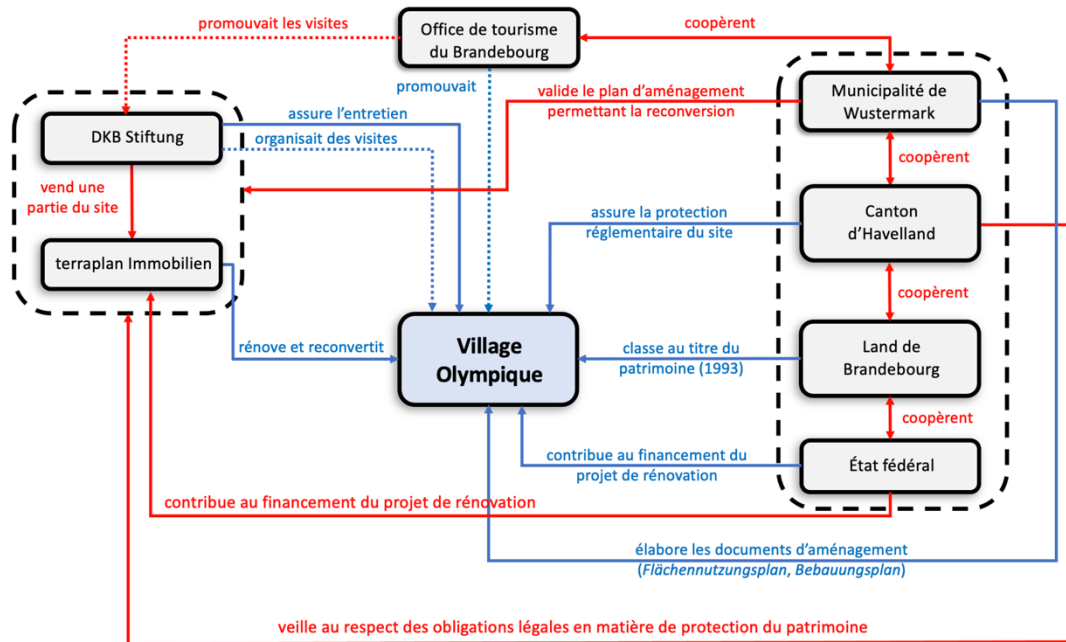 promouvait les visites
Office de tourisme
du Brandebourg
coopèrent
promouvait
valide le plan d'aménagement
permettant la reconversion
Municipalité de
Wustermark
DKB Stiftung
assure l'entretien
organisait des visites
coopèrent
vend une
partie du site
assure la protection
réglementaire du site
Canton
d'Havelland
terraplan Immobilien
coopèrent
rénove et reconvertit
Village
Olympique
classe au titre du
patrimoine (1993)
Land de
Brandebourg
coopèrent
contribue au financement du
projet de rénovation
État fédéral
contribue au financement du projet de rénovation
élabore les documents d'aménagement
(Flächennutzungsplan, Bebauungsplan)
veille au respect des obligations légales en matière de protection du patrimoine